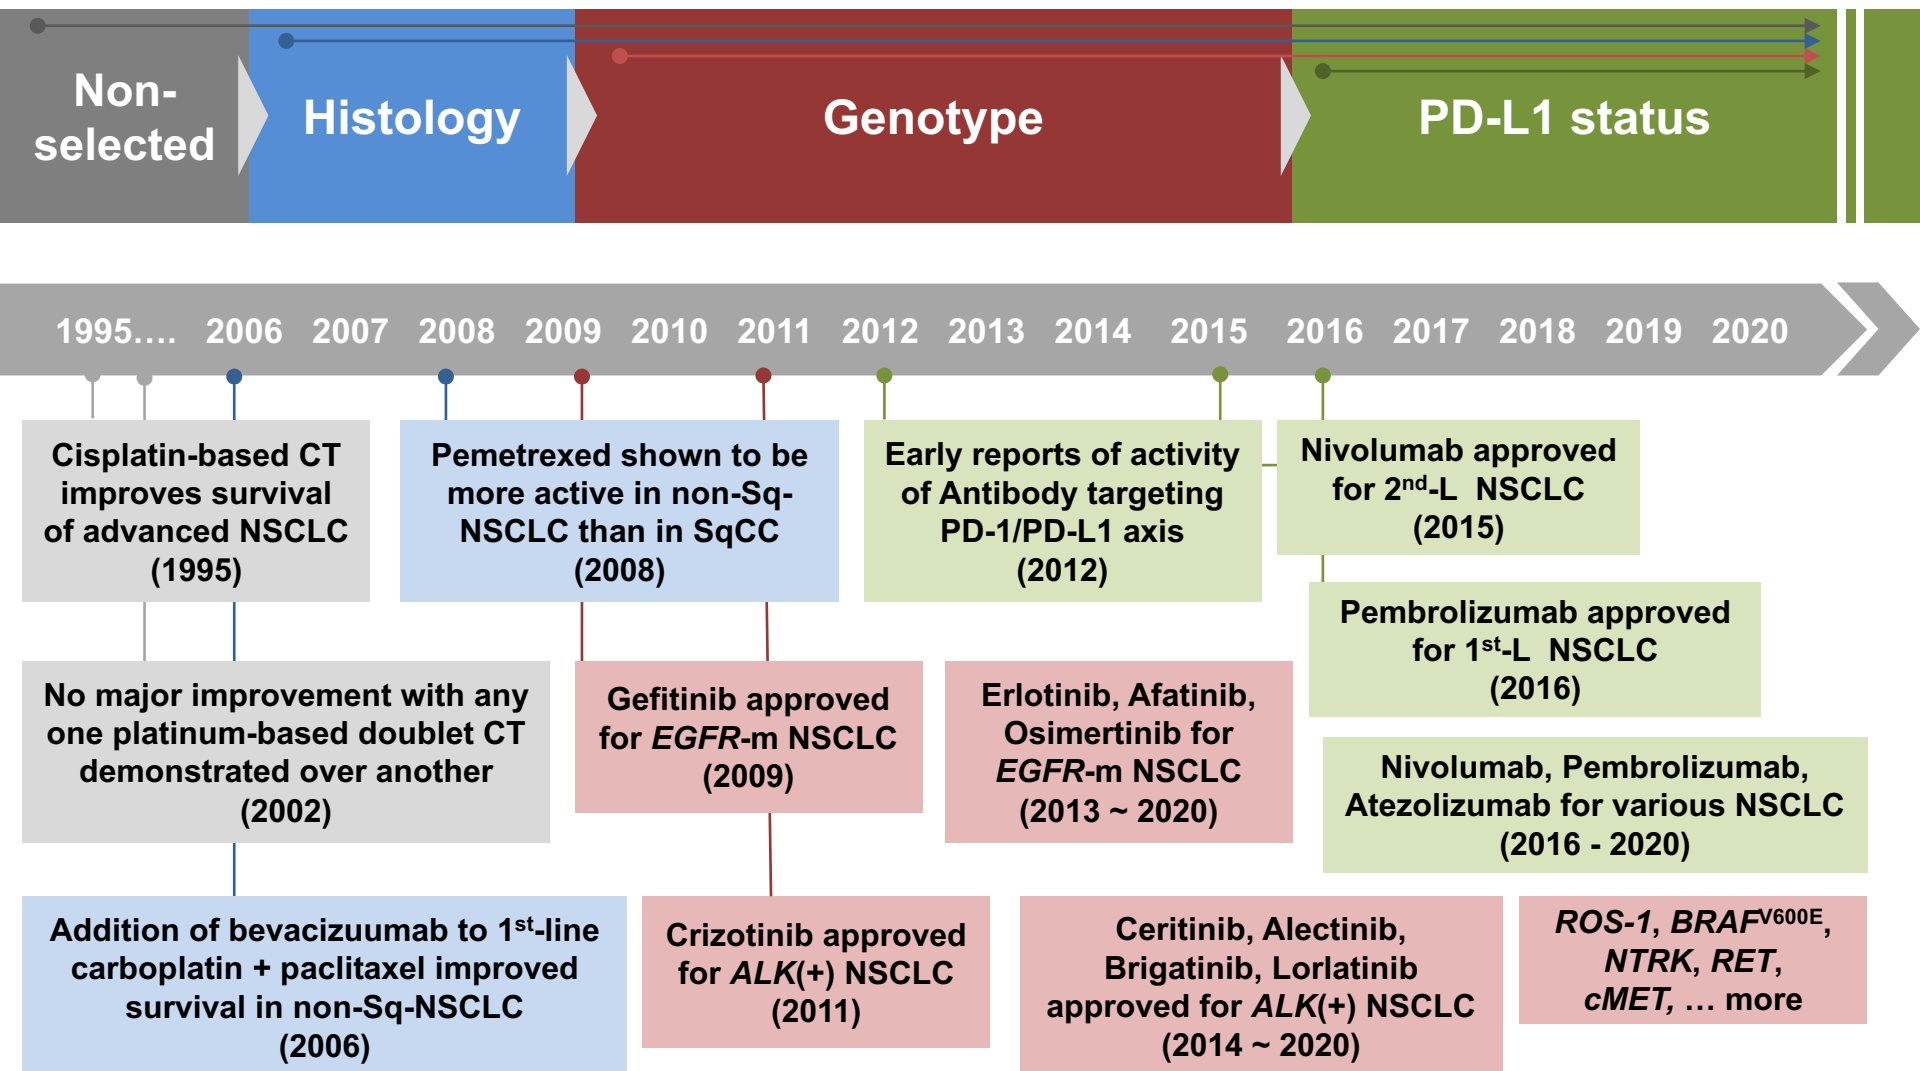 Non-
selected
Histology
Genotype
PD-L1 status
1995.... 2006 2007 2008 2009 2010 2011 2012 2013 2014 2015 2016 2017 2018 2019 2020
Cisplatin-based CT
improves survival
of advanced NSCLC
(1995)
Pemetrexed shown to be
more active in non-Sq-
NSCLC than in SqCC
(2008)
Early reports of activity
of Antibody targeting
PD-1/PD-L1 axis
(2012)
Nivolumab approved
for 2nd-L NSCLC
(2015)
Pembrolizumab approved
for 1st-L NSCLC
(2016)
No major improvement with any
one platinum-based doublet CT
demonstrated over another
(2002)
Gefitinib approved
for EGFR-m NSCLC
(2009)
Erlotinib, Afatinib,
Osimertinib for
EGFR-m NSCLC
(2013 ~ 2020)
Nivolumab, Pembrolizumab,
Atezolizumab for various NSCLC
(2016 - 2020)
Addition of bevacizuumab to 1st-line
carboplatin + paclitaxel improved
survival in non-Sq-NSCLC
(2006)
Crizotinib approved
for ALK(+) NSCLC
(2011)
Ceritinib, Alectinib,
Brigatinib, Lorlatinib
approved for ALK(+) NSCLC
(2014 ~ 2020)
ROS-1, BRAFV600E,
NTRK, RET,
cMET, ... more